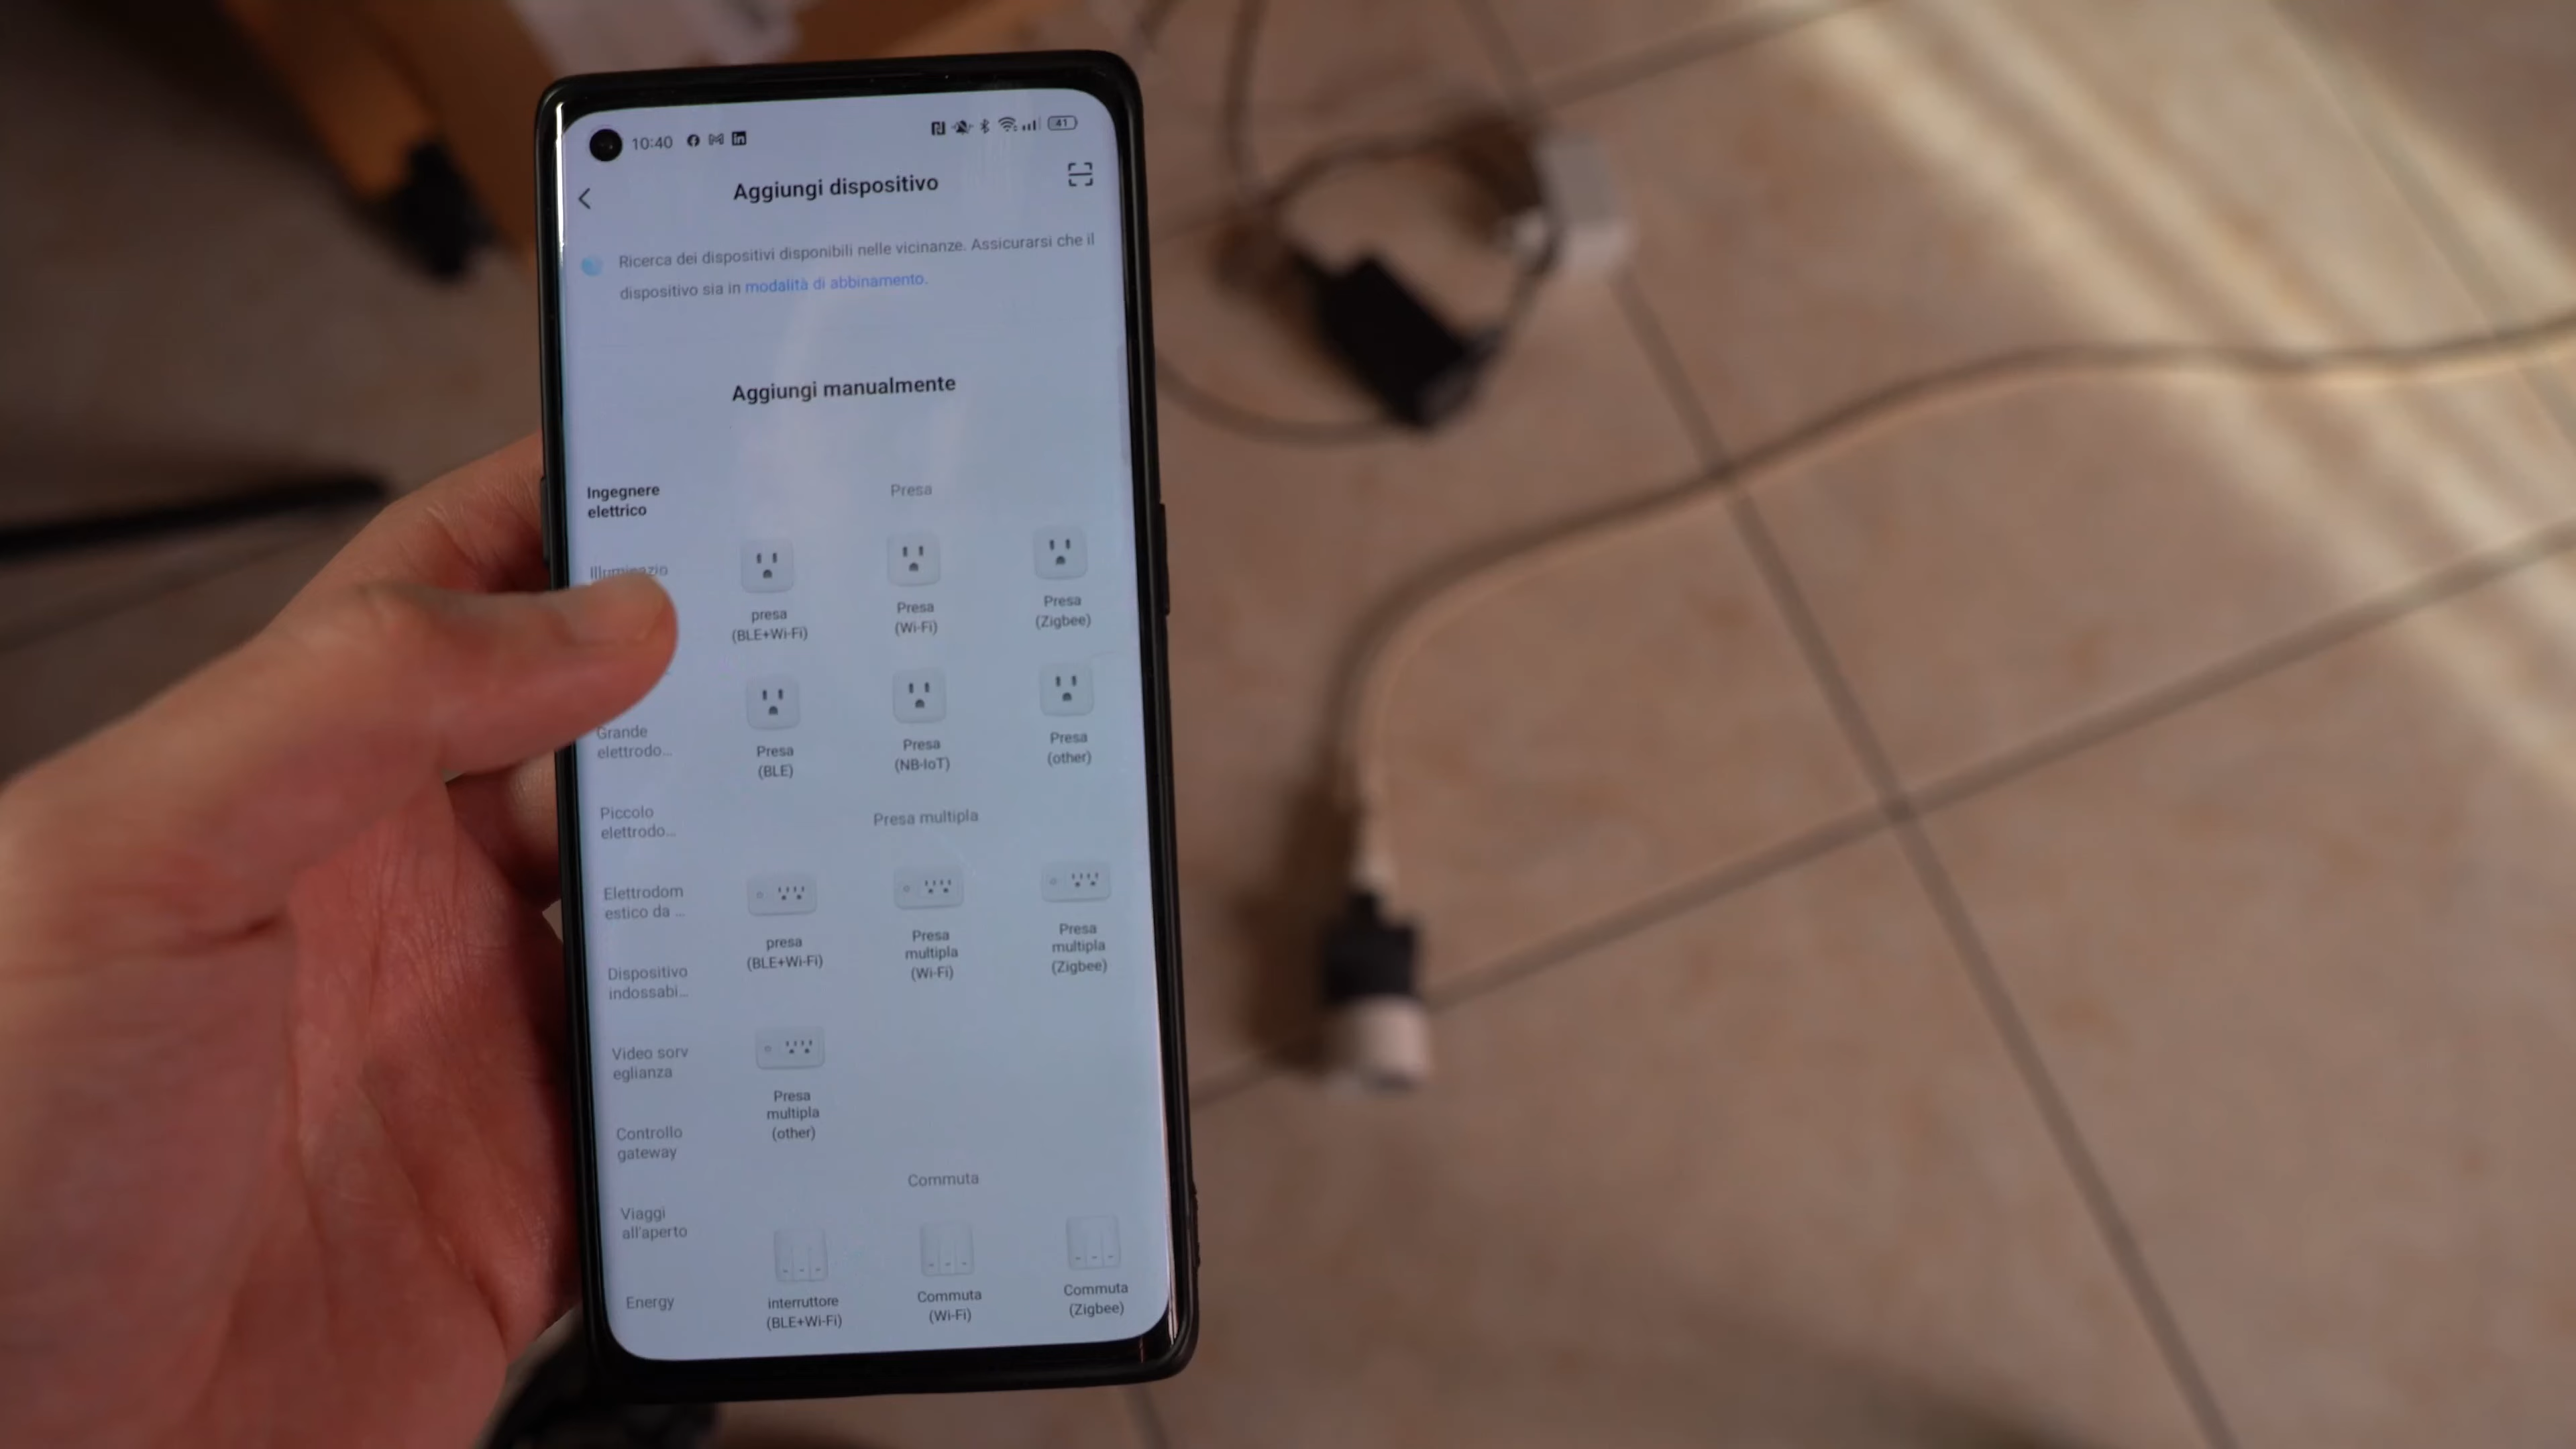 10:40
41
Aggiungi dispositivo
Ricerca dei dispositivi disponibili nelle vicinanze. Assicurarsi che il
dispositivo sia in modalità di abbinamento.
Aggiungi manualmente
Ingegnere
elettrico
Illuminazio
Grande
elettrodo...
Piccolo
elettrodo...
Elettrodom
estico da ...
Dispositivo
indossabi...
Video sorv
eglianza
Controllo
gateway
Viaggi
all'aperto
Energy
Presa
presa
(BLE+Wi-Fi)
Presa
(Wi-Fi)
Presa
(Zigbee)
Presa
(BLE)
Presa
(NB-IoT)
Presa
(other)
Presa multipla
presa
(BLE+Wi-Fi)
Presa
multipla
(Wi-Fi)
Presa
multipla
(Zigbee)
Presa
multipla
(other)
Commuta
interruttore
(BLE+Wi-Fi)
Commuta
(Wi-Fi)
Commuta
(Zigbee)